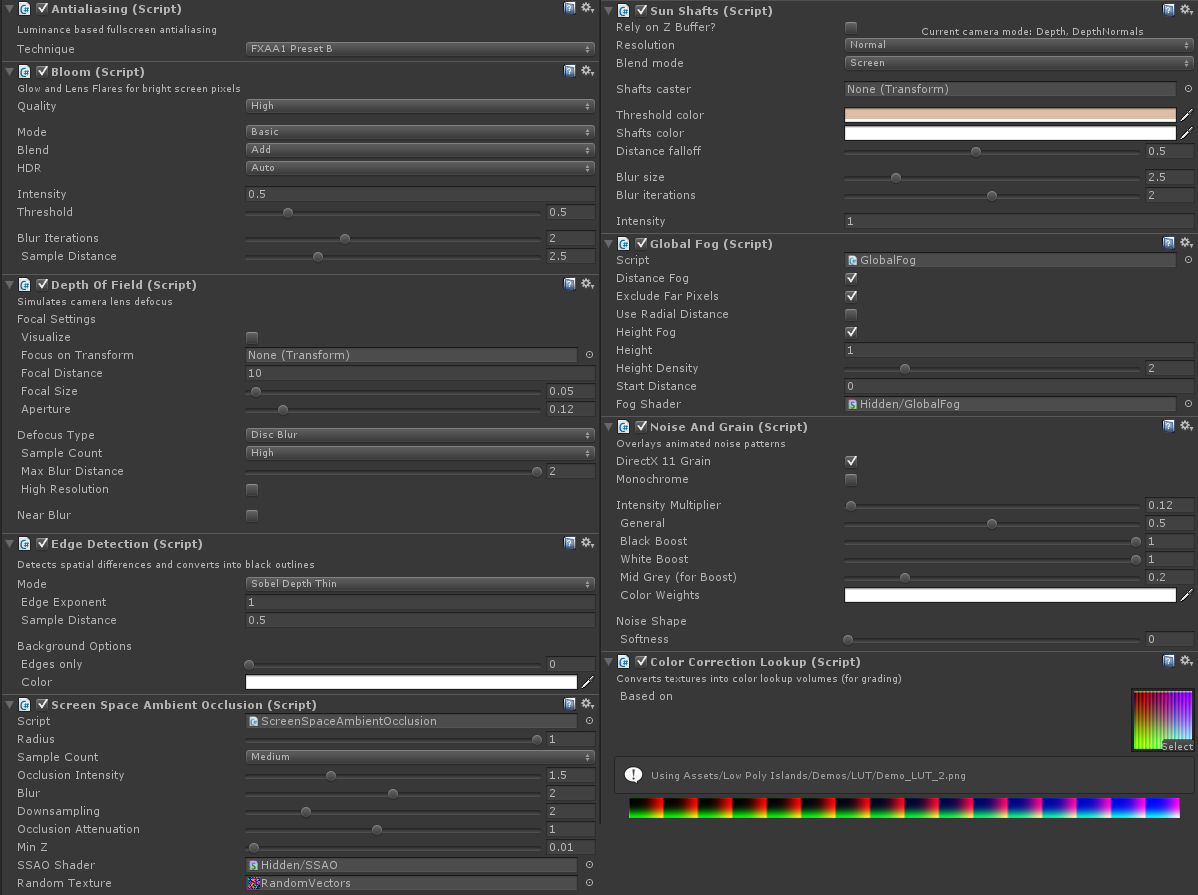 Antialiasing (Script)
Luminance based fullscreen antialiasing
Technique FXAA1 Preset B
Bloom (Script)
Glow and Lens Flares for bright screen pixels
Quality High
Mode Basic
Blend Add
HDR Auto
Intensity 0.5
Threshold 0.5
Blur Iterations 2
Sample Distance 2.5
Depth Of Field (Script)
Simulates camera lens defocus
Focal Settings
Visualize
Focus on Transform None (Transform)
Focal Distance 10
Focal Size 0.05
Aperture 0.12
Defocus Type Disc Blur
Sample Count High
Max Blur Distance 2
High Resolution
Near Blur
Edge Detection (Script)
Detects spatial differences and converts into black outlines
Mode Sobel Depth Thin
Edge Exponent 1
Sample Distance 0.5
Background Options
Edges only 0
Color
Screen Space Ambient Occlusion (Script)
Script ScreenSpaceAmbientOcclusion
Radius 1
Sample Count Medium
Occlusion Intensity 1.5
Blur 2
Downsampling 2
Occlusion Attenuation 1
Min Z 0.01
SSAO Shader Hidden/SSAO
Random Texture RandomVectors
Sun Shafts (Script)
Rely on Z Buffer? Current camera mode: Depth, DepthNormals
Resolution Normal
Blend mode Screen
Shafts caster None (Transform)
Threshold color
Shafts color
Distance falloff 0.5
Blur size 2.5
Blur iterations 2
Intensity 1
Global Fog (Script)
Script GlobalFog
Distance Fog
Exclude Far Pixels
Use Radial Distance
Height Fog
Height 1
Height Density 2
Start Distance 0
Fog Shader Hidden/GlobalFog
Noise And Grain (Script)
Overlays animated noise patterns
DirectX 11 Grain
Monochrome
Intensity Multiplier 0.12
General 0.5
Black Boost 1
White Boost 1
Mid Grey (for Boost) 0.2
Color Weights
Noise Shape
Softness 0
Color Correction Lookup (Script)
Converts textures into color lookup volumes (for grading)
Based on
Select
Using Assets/Low Poly Islands/Demos/LUT/Demo_LUT_2.png